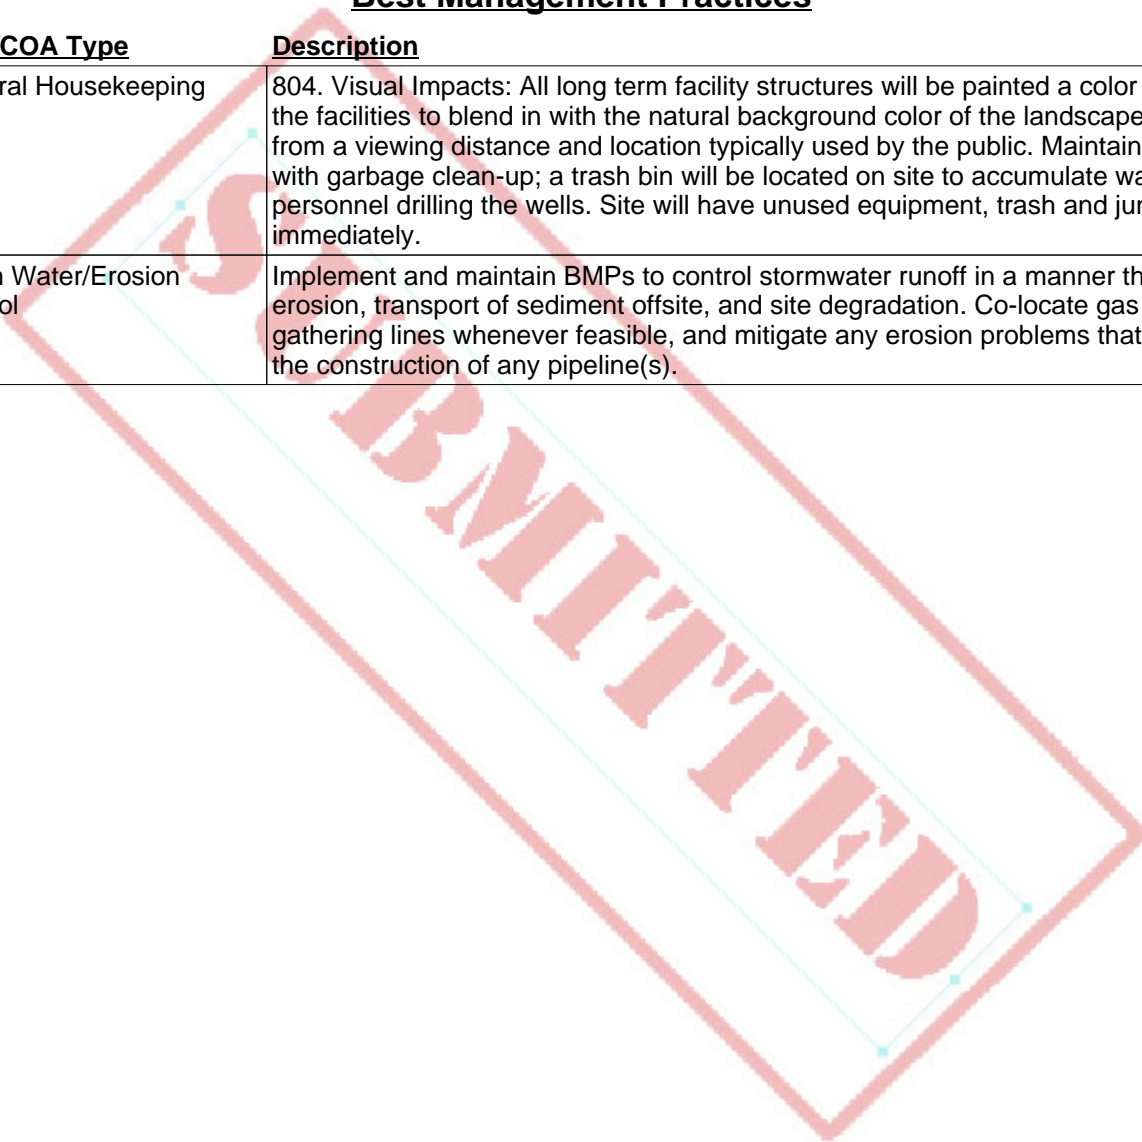 Best Management Practices
COA Type Description
ral Housekeeping 804. Visual Impacts: All long term facility structures will be painted a color
the facilities to blend in with the natural background color of the landscape
from a viewing distance and location typically used by the public. Maintain
with garbage clean-up; a trash bin will be located on site to accumulate wa
personnel drilling the wells. Site will have unused equipment, trash and ju
immediately.
Water/Erosion Implement and maintain BMPs to control stormwater runoff in a manner th
ol erosion, transport of sediment offsite, and site degradation. Co-locate gas
gathering lines whenever feasible, and mitigate any erosion problems that
the construction of any pipeline(s).
SUBMITTED